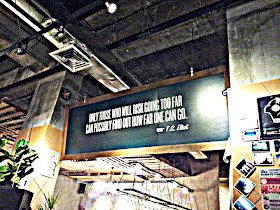 ONLY THOSE WHO WILL RISK GOING TOO FAR
CAN POSSIBLY FIND OUT HOW FAR ONE CAN GO.
T.S. Eliot